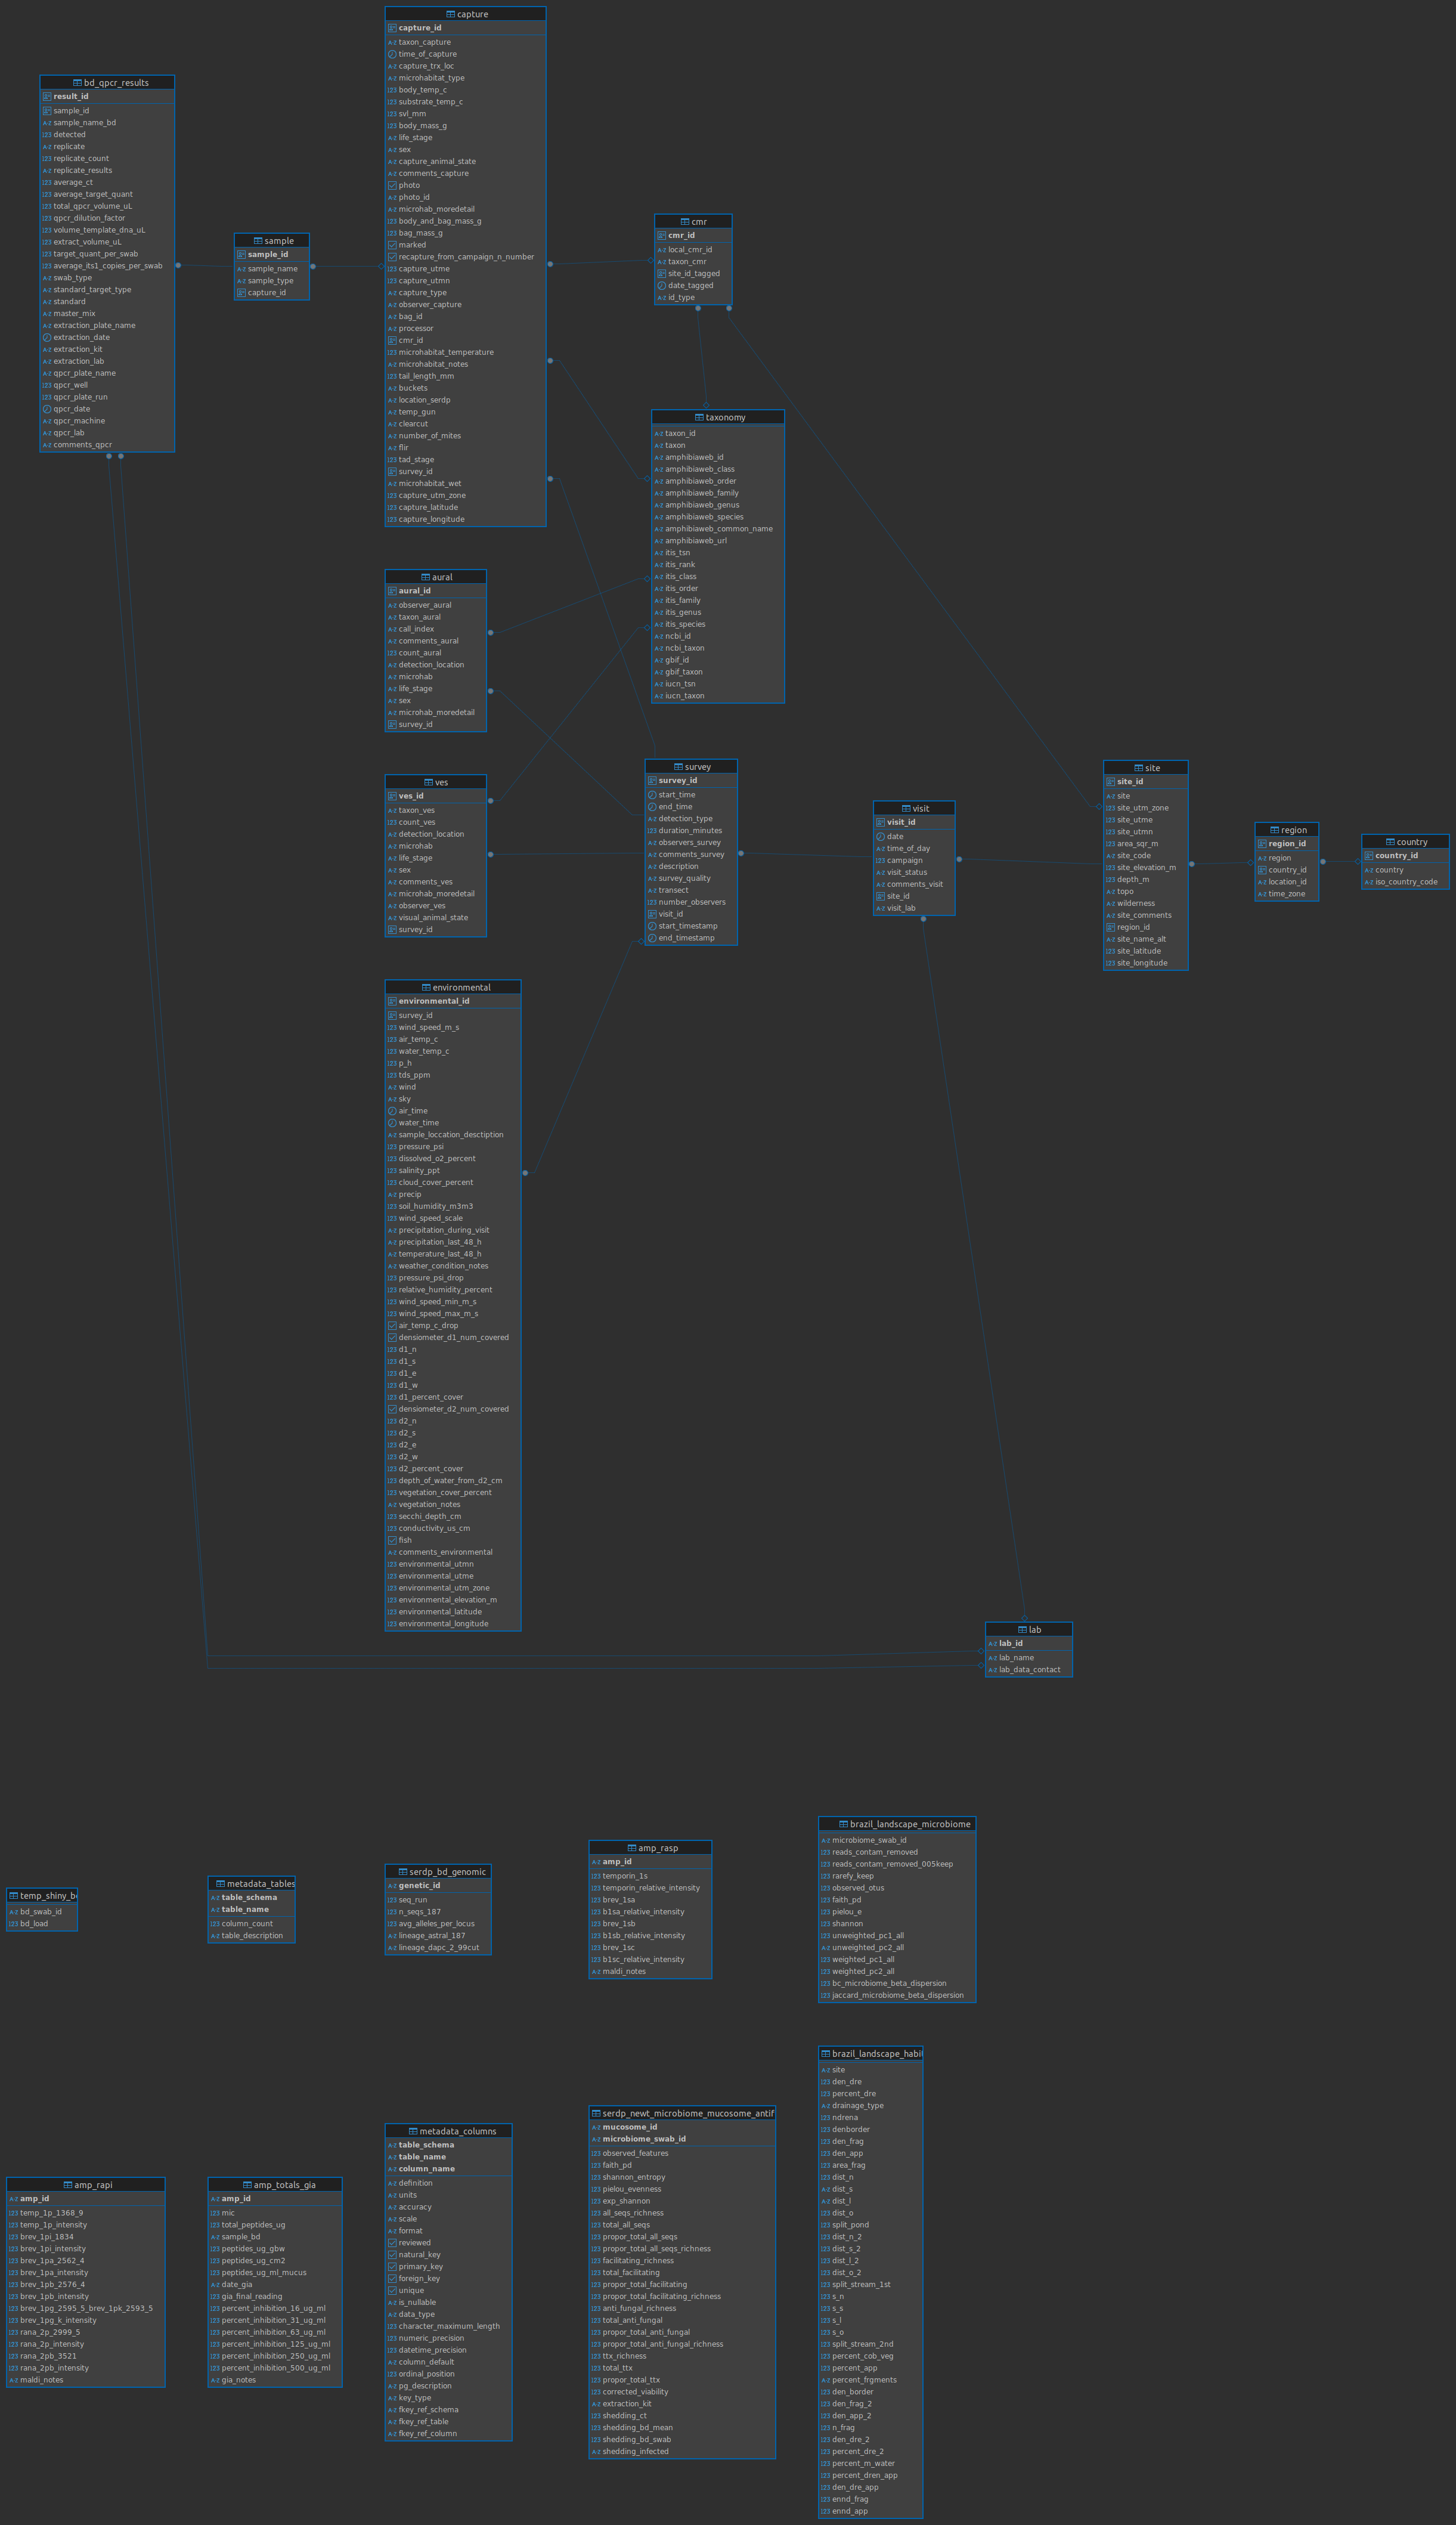 capture
capture_id
taxon_capture
time_of_capture
capture_trx_loc
microhabitat_type
body_temp_c
substrate_temp_c
svl_mm
body_mass_g
life_stage
sex
capture_animal_state
comments_capture
photo
photo_id
microhab_moredetail
body_and_bag_mass_g
bag_mass_g
marked
recapture_from_campaign_n_number
capture_utme
capture_utmn
capture_type
observer_capture
bag_id
processor
cmr_id
microhabitat_temperature
microhabitat_notes
tail_length_mm
buckets
location_serdp
temp_gun
clearcut
number_of_mites
flir
tad_stage
survey_id
microhabitat_wet
capture_utm_zone
capture_latitude
capture_longitude
bd_qpcr_results
result_id
sample_id
sample_name_bd
detected
replicate
replicate_count
replicate_results
average_ct
average_target_quant
total_qpcr_volume_uL
qpcr_dilution_factor
volume_template_dna_uL
extract_volume_uL
target_quant_per_swab
average_its1_copies_per_swab
swab_type
standard_target_type
standard
master_mix
extraction_plate_name
extraction_date
extraction_kit
extraction_lab
qpcr_plate_name
qpcr_well
qpcr_plate_run
qpcr_date
qpcr_machine
qpcr_lab
comments_qpcr
sample
sample_id
sample_name
sample_type
capture_id
cmr
cmr_id
local_cmr_id
taxon_cmr
site_id_tagged
date_tagged
id_type
taxonomy
taxon_id
taxon
amphibiaweb_id
amphibiaweb_class
amphibiaweb_order
amphibiaweb_family
amphibiaweb_genus
amphibiaweb_species
amphibiaweb_common_name
amphibiaweb_url
itis_tsn
itis_rank
itis_class
itis_order
itis_family
itis_genus
itis_species
ncbi_id
ncbi_taxon
gbif_id
gbif_taxon
iucn_tsn
iucn_taxon
aural
aural_id
observer_aural
taxon_aural
call_index
comments_aural
count_aural
detection_location
microhab
life_stage
sex
microhab_moredetail
survey_id
ves
ves_id
taxon_ves
count_ves
detection_location
microhab
life_stage
sex
comments_ves
microhab_moredetail
observer_ves
visual_animal_state
survey_id
survey
survey_id
start_time
end_time
detection_type
duration_minutes
observers_survey
comments_survey
description
survey_quality
transect
number_observers
visit_id
start_timestamp
end_timestamp
visit
visit_id
date
time_of_day
campaign
visit_status
comments_visit
site_id
visit_lab
site
site_id
site
site_utm_zone
site_utme
site_utmn
area_sqr_m
site_code
site_elevation_m
depth_m
topo
wilderness
site_comments
region_id
site_name_alt
site_latitude
site_longitude
region
region_id
region
country_id
location_id
time_zone
country
country_id
country
iso_country_code
environmental
environmental_id
survey_id
wind_speed_m_s
air_temp_c
water_temp_c
p_h
tds_ppm
wind
sky
air_time
water_time
sample_loccation_desctiption
pressure_psi
dissolved_o2_percent
salinity_ppt
cloud_cover_percent
precip
soil_humidity_m3m3
wind_speed_scale
precipitation_during_visit
precipitation_last_48_h
temperature_last_48_h
weather_condition_notes
pressure_psi_drop
relative_humidity_percent
wind_speed_min_m_s
wind_speed_max_m_s
air_temp_c_drop
densiometer_d1_num_covered
d1_n
d1_s
d1_e
d1_w
d1_percent_cover
densiometer_d2_num_covered
d2_n
d2_s
d2_e
d2_w
d2_percent_cover
depth_of_water_from_d2_cm
vegetation_cover_percent
vegetation_notes
secchi_depth_cm
conductivity_us_cm
fish
comments_environmental
environmental_utmn
environmental_utme
environmental_utm_zone
environmental_elevation_m
environmental_latitude
environmental_longitude
lab
lab_id
lab_name
lab_data_contact
temp_shiny_b
bd_swab_id
bd_load
metadata_tables
table_schema
table_name
column_count
table_description
serdp_bd_genomic
genetic_id
seq_run
n_seqs_187
avg_alleles_per_locus
lineage_astral_187
lineage_dapc_2_99cut
amp_rasp
amp_id
temporin_1s
temporin_relative_intensity
brev_1sa
b1sa_relative_intensity
brev_1sb
b1sb_relative_intensity
brev_1sc
b1sc_relative_intensity
maldi_notes
brazil_landscape_microbiome
microbiome_swab_id
reads_contam_removed
reads_contam_removed_005keep
rarefy_keep
observed_otus
faith_pd
pielou_e
shannon
unweighted_pc1_all
unweighted_pc2_all
weighted_pc1_all
weighted_pc2_all
bc_microbiome_beta_dispersion
jaccard_microbiome_beta_dispersion
amp_rapi
amp_id
temp_1p_1368_9
temp_1p_intensity
brev_1pi_1834
brev_1pi_intensity
brev_1pa_2562_4
brev_1pa_intensity
brev_1pb_2576_4
brev_1pb_intensity
brev_1pg_2595_5_brev_1pk_2593_5
brev_1pg_k_intensity
rana_2p_2999_5
rana_2p_intensity
rana_2pb_3521
rana_2pb_intensity
maldi_notes
amp_totals_gia
amp_id
mic
total_peptides_ug
sample_bd
peptides_ug_gbw
peptides_ug_cm2
peptides_ug_ml_mucus
date_gia
gia_final_reading
percent_inhibition_16_ug_ml
percent_inhibition_31_ug_ml
percent_inhibition_63_ug_ml
percent_inhibition_125_ug_ml
percent_inhibition_250_ug_ml
percent_inhibition_500_ug_ml
gia_notes
metadata_columns
table_schema
table_name
column_name
definition
units
accuracy
scale
format
reviewed
natural_key
primary_key
foreign_key
unique
is_nullable
data_type
character_maximum_length
numeric_precision
datetime_precision
column_default
ordinal_position
pg_description
key_type
fkey_ref_schema
fkey_ref_table
fkey_ref_column
serdp_newt_microbiome_mucosome_antif
mucosome_id
microbiome_swab_id
observed_features
faith_pd
shannon_entropy
pielou_evenness
exp_shannon
all_seqs_richness
total_all_seqs
propor_total_all_seqs
propor_total_all_seqs_richness
facilitating_richness
total_facilitating
propor_total_facilitating
propor_total_facilitating_richness
anti_fungal_richness
total_anti_fungal
propor_total_anti_fungal
propor_total_anti_fungal_richness
ttx_richness
total_ttx
propor_total_ttx
corrected_viability
extraction_kit
shedding_ct
shedding_bd_mean
shedding_bd_swab
shedding_infected
brazil_landscape_habi
site
den_dre
percent_dre
drainage_type
ndrena
denborder
den_frag
den_app
area_frag
dist_n
dist_s
dist_l
dist_o
split_pond
dist_n_2
dist_s_2
dist_l_2
dist_o_2
split_stream_1st
s_n
s_s
s_l
s_o
split_stream_2nd
percent_cob_veg
percent_app
percent_frgments
den_border
den_frag_2
den_app_2
n_frag
den_dre_2
percent_dre_2
percent_m_water
percent_dren_app
den_dre_app
ennd_frag
ennd_app